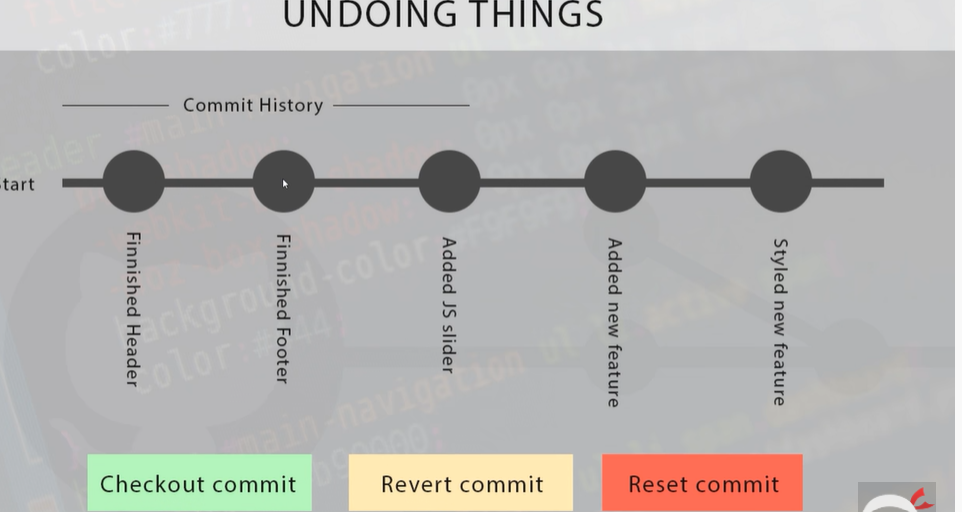 UNDOING THINGS
Commit History
Start
Finnished Header
Finnished Footer
Added JS slider
Added new feature
Styled new feature
Checkout commit
Revert commit
Reset commit